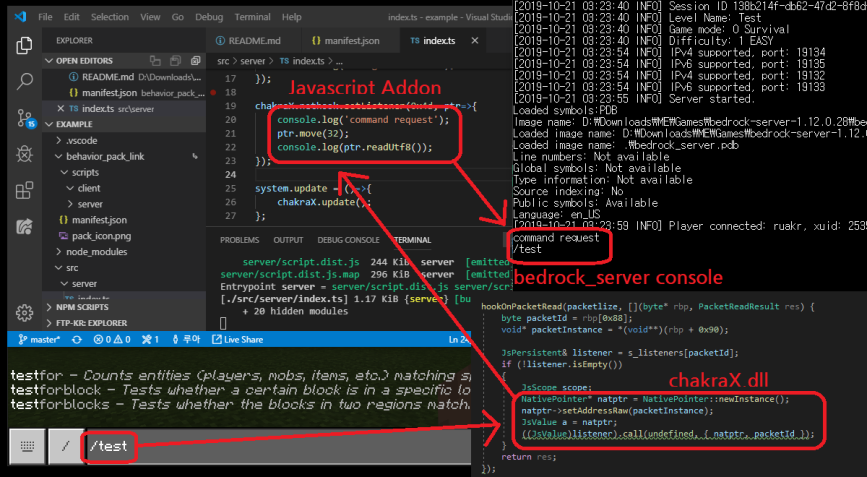 File Edit Selection View Go Debug Terminal Help index.ts - example - Visual Studio
EXPLORER
OPEN EDITORS
README.md D:\Downloads\...
manifest.json behavior_pack_...
index.ts src\server
EXAMPLE
.vscode
behavior_pack_link
scripts
client
server
manifest.json
pack_icon.png
node_modules
src
server
index.ts
NPM SCRIPTS
FTP-KR: EXPLORER
15
README.md
manifest.json
TS index.ts
src > server > TS index.ts > ...
17 });
18
19
20 console.log('command request');
21 ptr.move(32);
22 console.log(ptr.readUtf8());
23 });
24
25 system.update = ()=>{
26 chakraX.update();
27 };
Javascript Addon
PROBLEMS OUTPUT DEBUG CONSOLE TERMINAL
server/script.dist.js 244 KiB server [emitted]
server/script.dist.js.map 296 KiB server [emitted]
Entrypoint server = server/script.dist.js server/scri
[./src/server/index.ts] 1.17 KiB {server} [bu
+ 20 hidden modules
master* 0 0 1 루아 Live Share Ln 24
testfor - Counts entities (players, mobs, items, etc.) matching s
testforblock - Tests whether a certain block is in a specific lo
testforblocks - Tests whether the blocks in two regions match.
/ /test
[2019-10-21 03:23:40 INFO] Session ID 138b214f-db62-47d2-8f8d
[2019-10-21 03:23:40 INFO] Level Name: Test
[2019-10-21 03:23:40 INFO] Game mode: 0 Survival
[2019-10-21 03:23:40 INFO] Difficulty: 1 EASY
[2019-10-21 03:23:54 INFO] IPv4 supported, port: 19134
[2019-10-21 03:23:54 INFO] IPv6 supported, port: 19135
[2019-10-21 03:23:54 INFO] IPv4 supported, port: 19132
[2019-10-21 03:23:54 INFO] IPv6 supported, port: 19133
[2019-10-21 03:23:55 INFO] Server started.
Loaded symbols:PDB
Image name: D:₩Downloads₩ME₩Games₩bedrock-server-1.12.0.28₩be
Loaded image name: D:₩Downloads₩ME₩Games₩bedrock-server-1.12.
Loaded image name: .₩bedrock_server.pdb
Line numbers: Not available
Global symbols: Not available
Type information: Not available
Source indexing: No
Public symbols: Available
Language: en_US
[2019-10-21 03:23:59 INFO] Player connected: ruakr, xuid: 2535
command request
/test
bedrock_server console
hookOnPacketRead(packetlize, [](byte* rbp, PacketReadResult res) {
byte packetId = rbp[0x88];
void* packetInstance = *(void**)(rbp + 0x90);
JsPersistent& listener = s_listeners[packetId];
if (!listener.isEmpty())
{
JsScope scope;
NativePointer* natptr = NativePointer::newInstance();
natptr->setAddressRaw(packetInstance);
JsValue a = natptr;
((JsValue)listener).call(undefined, { natptr, packetId });
}
return res;
});
chakraX.dll